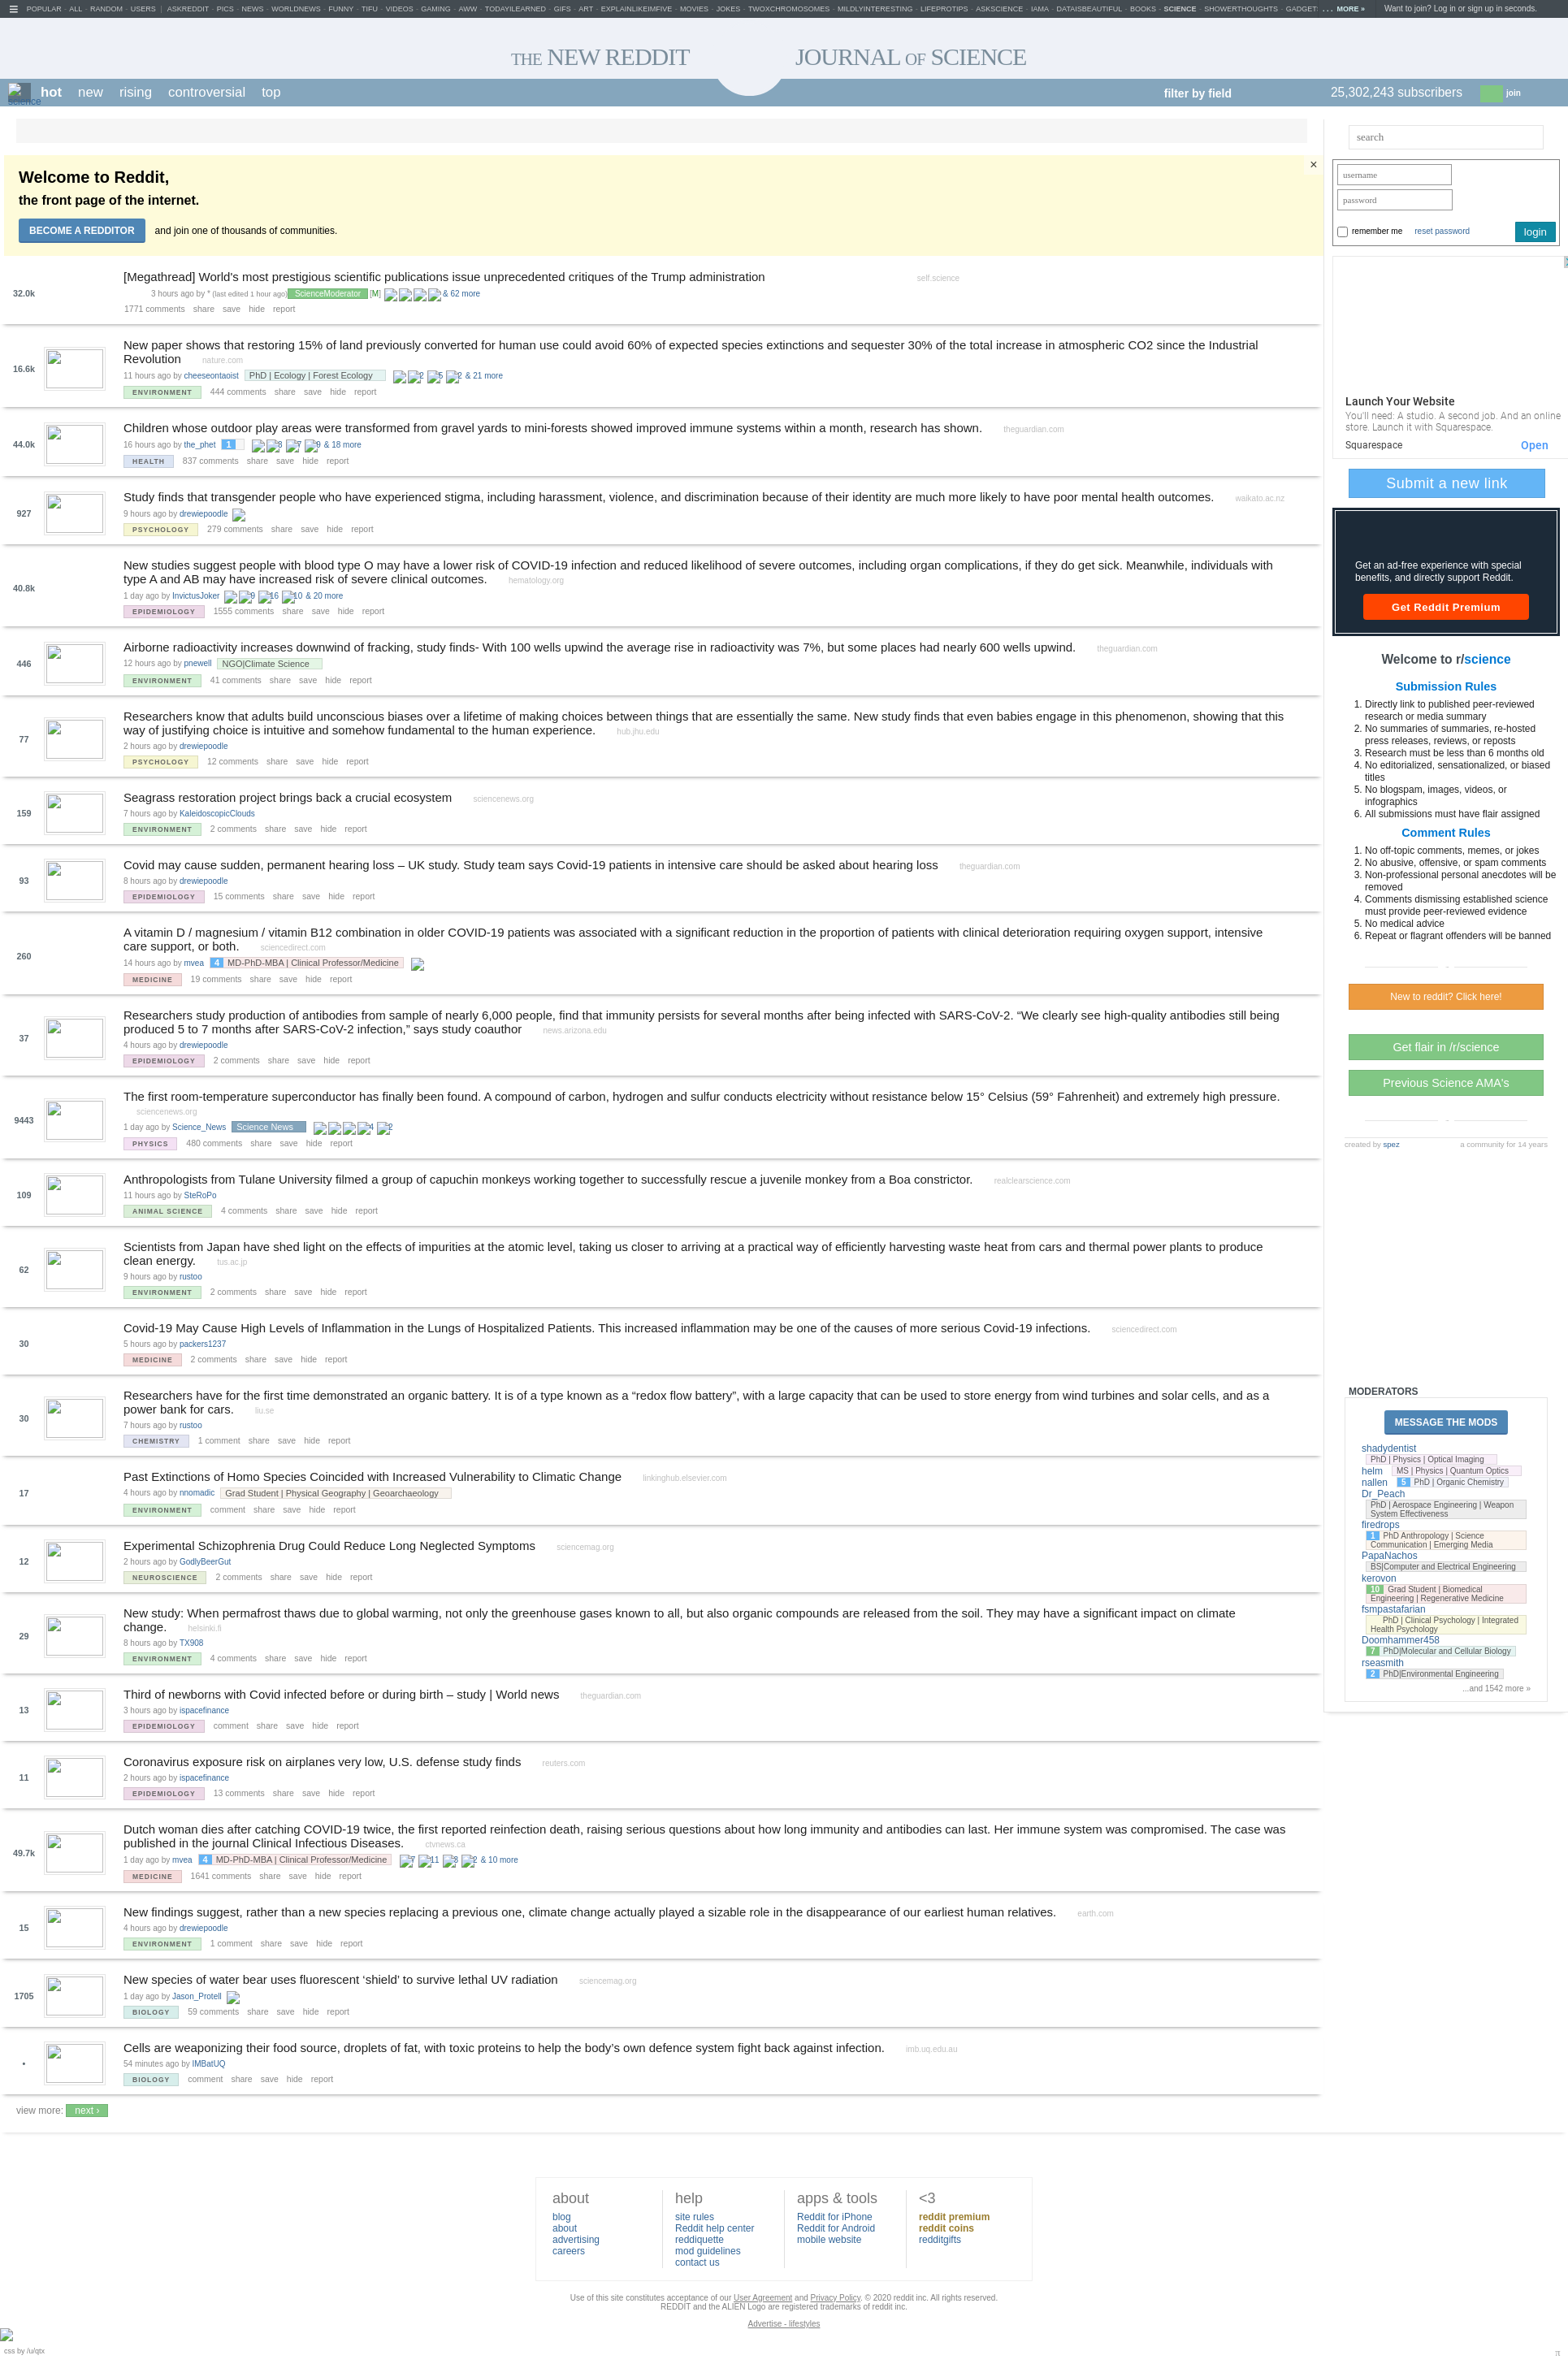 ≡ POPULAR - ALL - RANDOM - USERS | ASKREDDIT - PICS - NEWS - WORLDNEWS - FUNNY - TIFU - VIDEOS - GAMING - AWW - TODAYILEARNED - GIFS - ART - EXPLAINLIKEIMFIVE - MOVIES - JOKES - TWOXCHROMOSOMES - MILDLYINTERESTING - LIFEPROTIPS - ASKSCIENCE - IAMA - DATAISBEAUTIFUL - BOOKS - SCIENCE - SHOWERTHOUGHTS - GADGET ... MORE » Want to join? Log in or sign up in seconds.
THE NEW REDDIT JOURNAL OF SCIENCE
science hot new rising controversial top filter by field 25,302,243 subscribers join
Welcome to Reddit,
the front page of the internet.
BECOME A REDDITOR and join one of thousands of communities.
×
[Megathread] World's most prestigious scientific publications issue unprecedented critiques of the Trump administration self.science
32.0k
3 hours ago by * (last edited 1 hour ago) ScienceModerator [M] & 62 more
1771 comments share save hide report
New paper shows that restoring 15% of land previously converted for human use could avoid 60% of expected species extinctions and sequester 30% of the total increase in atmospheric CO2 since the Industrial
Revolution nature.com
16.6k
11 hours ago by cheeseontaoist PhD | Ecology | Forest Ecology 2 5 2 & 21 more
ENVIRONMENT 444 comments share save hide report
Children whose outdoor play areas were transformed from gravel yards to mini-forests showed improved immune systems within a month, research has shown. theguardian.com
44.0k
16 hours ago by the_phet 1 3 7 9 & 18 more
HEALTH 837 comments share save hide report
Study finds that transgender people who have experienced stigma, including harassment, violence, and discrimination because of their identity are much more likely to have poor mental health outcomes. waikato.ac.nz
927
9 hours ago by drewiepoodle
PSYCHOLOGY 279 comments share save hide report
New studies suggest people with blood type O may have a lower risk of COVID-19 infection and reduced likelihood of severe outcomes, including organ complications, if they do get sick. Meanwhile, individuals with
type A and AB may have increased risk of severe clinical outcomes. hematology.org
40.8k
1 day ago by InvictusJoker 9 16 10 & 20 more
EPIDEMIOLOGY 1555 comments share save hide report
Airborne radioactivity increases downwind of fracking, study finds- With 100 wells upwind the average rise in radioactivity was 7%, but some places had nearly 600 wells upwind. theguardian.com
446
12 hours ago by pnewell NGO|Climate Science
ENVIRONMENT 41 comments share save hide report
Researchers know that adults build unconscious biases over a lifetime of making choices between things that are essentially the same. New study finds that even babies engage in this phenomenon, showing that this
way of justifying choice is intuitive and somehow fundamental to the human experience. hub.jhu.edu
77
2 hours ago by drewiepoodle
PSYCHOLOGY 12 comments share save hide report
Seagrass restoration project brings back a crucial ecosystem sciencenews.org
159
7 hours ago by KaleidoscopicClouds
ENVIRONMENT 2 comments share save hide report
Covid may cause sudden, permanent hearing loss – UK study. Study team says Covid-19 patients in intensive care should be asked about hearing loss theguardian.com
93
8 hours ago by drewiepoodle
EPIDEMIOLOGY 15 comments share save hide report
A vitamin D / magnesium / vitamin B12 combination in older COVID-19 patients was associated with a significant reduction in the proportion of patients with clinical deterioration requiring oxygen support, intensive
care support, or both. sciencedirect.com
260
14 hours ago by mvea 4 MD-PhD-MBA | Clinical Professor/Medicine
MEDICINE 19 comments share save hide report
Researchers study production of antibodies from sample of nearly 6,000 people, find that immunity persists for several months after being infected with SARS-CoV-2. “We clearly see high-quality antibodies still being
produced 5 to 7 months after SARS-CoV-2 infection,” says study coauthor news.arizona.edu
37
4 hours ago by drewiepoodle
EPIDEMIOLOGY 2 comments share save hide report
The first room-temperature superconductor has finally been found. A compound of carbon, hydrogen and sulfur conducts electricity without resistance below 15° Celsius (59° Fahrenheit) and extremely high pressure.
sciencenews.org
9443
1 day ago by Science_News Science News 4 2
PHYSICS 480 comments share save hide report
Anthropologists from Tulane University filmed a group of capuchin monkeys working together to successfully rescue a juvenile monkey from a Boa constrictor. realclearscience.com
109
11 hours ago by SteRoPo
ANIMAL SCIENCE 4 comments share save hide report
Scientists from Japan have shed light on the effects of impurities at the atomic level, taking us closer to arriving at a practical way of efficiently harvesting waste heat from cars and thermal power plants to produce
clean energy. tus.ac.jp
62
9 hours ago by rustoo
ENVIRONMENT 2 comments share save hide report
Covid-19 May Cause High Levels of Inflammation in the Lungs of Hospitalized Patients. This increased inflammation may be one of the causes of more serious Covid-19 infections. sciencedirect.com
30
5 hours ago by packers1237
MEDICINE 2 comments share save hide report
Researchers have for the first time demonstrated an organic battery. It is of a type known as a “redox flow battery”, with a large capacity that can be used to store energy from wind turbines and solar cells, and as a
power bank for cars. liu.se
30
7 hours ago by rustoo
CHEMISTRY 1 comment share save hide report
Past Extinctions of Homo Species Coincided with Increased Vulnerability to Climatic Change linkinghub.elsevier.com
17
4 hours ago by nnomadic Grad Student | Physical Geography | Geoarchaeology
ENVIRONMENT comment share save hide report
Experimental Schizophrenia Drug Could Reduce Long Neglected Symptoms sciencemag.org
12
2 hours ago by GodlyBeerGut
NEUROSCIENCE 2 comments share save hide report
New study: When permafrost thaws due to global warming, not only the greenhouse gases known to all, but also organic compounds are released from the soil. They may have a significant impact on climate
change. helsinki.fi
29
8 hours ago by TX908
ENVIRONMENT 4 comments share save hide report
Third of newborns with Covid infected before or during birth – study | World news theguardian.com
13
3 hours ago by ispacefinance
EPIDEMIOLOGY comment share save hide report
Coronavirus exposure risk on airplanes very low, U.S. defense study finds reuters.com
11
2 hours ago by ispacefinance
EPIDEMIOLOGY 13 comments share save hide report
Dutch woman dies after catching COVID-19 twice, the first reported reinfection death, raising serious questions about how long immunity and antibodies can last. Her immune system was compromised. The case was
published in the journal Clinical Infectious Diseases. ctvnews.ca
49.7k
1 day ago by mvea 4 MD-PhD-MBA | Clinical Professor/Medicine 7 11 3 2 & 10 more
MEDICINE 1641 comments share save hide report
New findings suggest, rather than a new species replacing a previous one, climate change actually played a sizable role in the disappearance of our earliest human relatives. earth.com
15
4 hours ago by drewiepoodle
ENVIRONMENT 1 comment share save hide report
New species of water bear uses fluorescent ‘shield’ to survive lethal UV radiation sciencemag.org
1705
1 day ago by Jason_Protell
BIOLOGY 59 comments share save hide report
Cells are weaponizing their food source, droplets of fat, with toxic proteins to help the body’s own defence system fight back against infection. imb.uq.edu.au
•
54 minutes ago by IMBatUQ
BIOLOGY comment share save hide report
view more: next ›
search
username
password
remember me reset password login
Launch Your Website
You'll need: A studio. A second job. And an online
store. Launch it with Squarespace.
Squarespace Open
Submit a new link
Get an ad-free experience with special
benefits, and directly support Reddit.
Get Reddit Premium
Welcome to r/science
Submission Rules
1. Directly link to published peer-reviewed
research or media summary
2. No summaries of summaries, re-hosted
press releases, reviews, or reposts
3. Research must be less than 6 months old
4. No editorialized, sensationalized, or biased
titles
5. No blogspam, images, videos, or
infographics
6. All submissions must have flair assigned
Comment Rules
1. No off-topic comments, memes, or jokes
2. No abusive, offensive, or spam comments
3. Non-professional personal anecdotes will be
removed
4. Comments dismissing established science
must provide peer-reviewed evidence
5. No medical advice
6. Repeat or flagrant offenders will be banned
New to reddit? Click here!
Get flair in /r/science
Previous Science AMA's
created by spez a community for 14 years
MODERATORS
MESSAGE THE MODS
shadydentist
PhD | Physics | Optical Imaging
helm MS | Physics | Quantum Optics
nallen 5 PhD | Organic Chemistry
Dr_Peach
PhD | Aerospace Engineering | Weapon
System Effectiveness
firedrops
1 PhD Anthropology | Science
Communication | Emerging Media
PapaNachos
BS|Computer and Electrical Engineering
kerovon
10 Grad Student | Biomedical
Engineering | Regenerative Medicine
fsmpastafarian
PhD | Clinical Psychology | Integrated
Health Psychology
Doomhammer458
7 PhD|Molecular and Cellular Biology
rseasmith
2 PhD|Environmental Engineering
...and 1542 more »
about
blog
about
advertising
careers
help
site rules
Reddit help center
reddiquette
mod guidelines
contact us
apps & tools
Reddit for iPhone
Reddit for Android
mobile website
<3
reddit premium
reddit coins
redditgifts
Use of this site constitutes acceptance of our User Agreement and Privacy Policy. © 2020 reddit inc. All rights reserved.
REDDIT and the ALIEN Logo are registered trademarks of reddit inc.
Advertise - lifestyles
css by /u/qtx
π